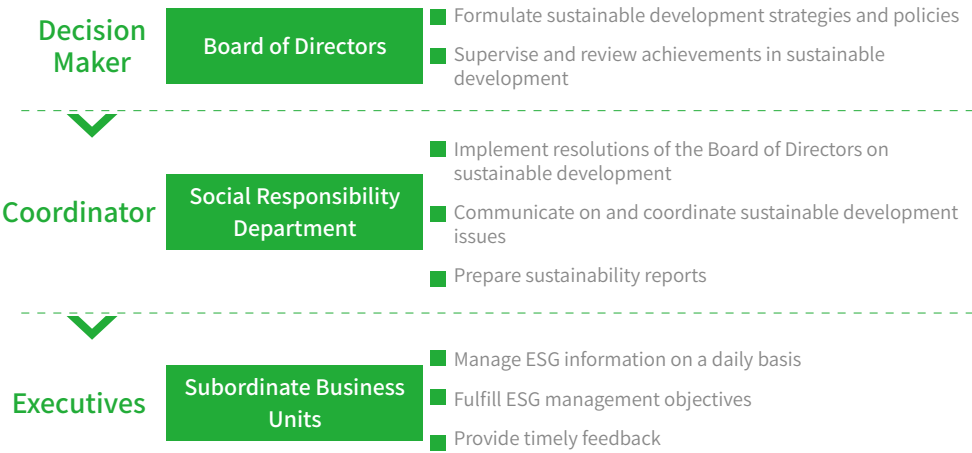 Decision
Maker
Board of Directors
Formulate sustainable development strategies and policies
Supervise and review achievements in sustainable
development
Coordinator
Social Responsibility
Department
Implement resolutions of the Board of Directors on
sustainable development
Communicate on and coordinate sustainable development
issues
Prepare sustainability reports
Executives
Subordinate Business
Units
Manage ESG information on a daily basis
Fulfill ESG management objectives
Provide timely feedback